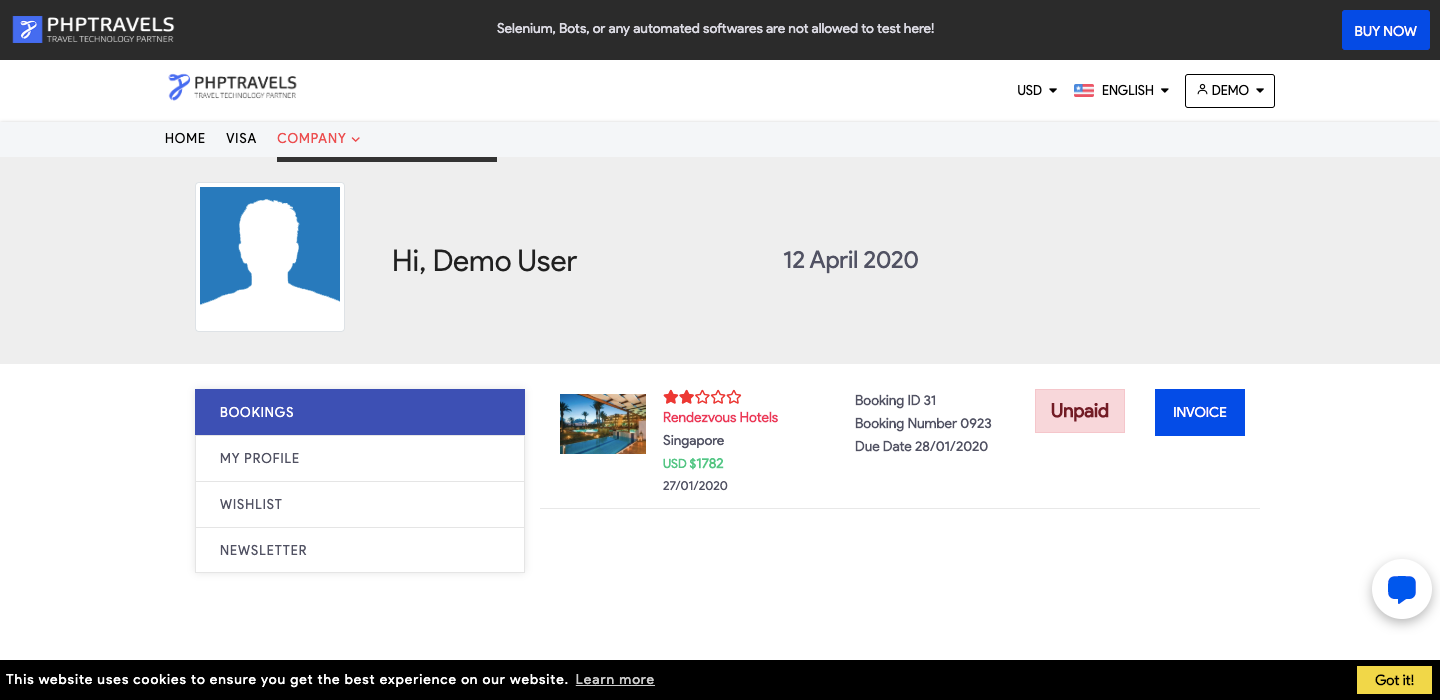 PHPTRAVELS
TRAVEL TECHNOLOGY PARTNER
Selenium, Bots, or any automated softwares are not allowed to test here!
BUY NOW
PHPTRAVELS
TRAVEL TECHNOLOGY PARTNER
USD
ENGLISH
DEMO
HOME
VISA
COMPANY
Hi, Demo User
12 April 2020
BOOKINGS
MY PROFILE
WISHLIST
NEWSLETTER
Rendezvous Hotels
Singapore
USD $1782
27/01/2020
Booking ID 31
Booking Number 0923
Due Date 28/01/2020
Unpaid
INVOICE
This website uses cookies to ensure you get the best experience on our website. Learn more
Got it!